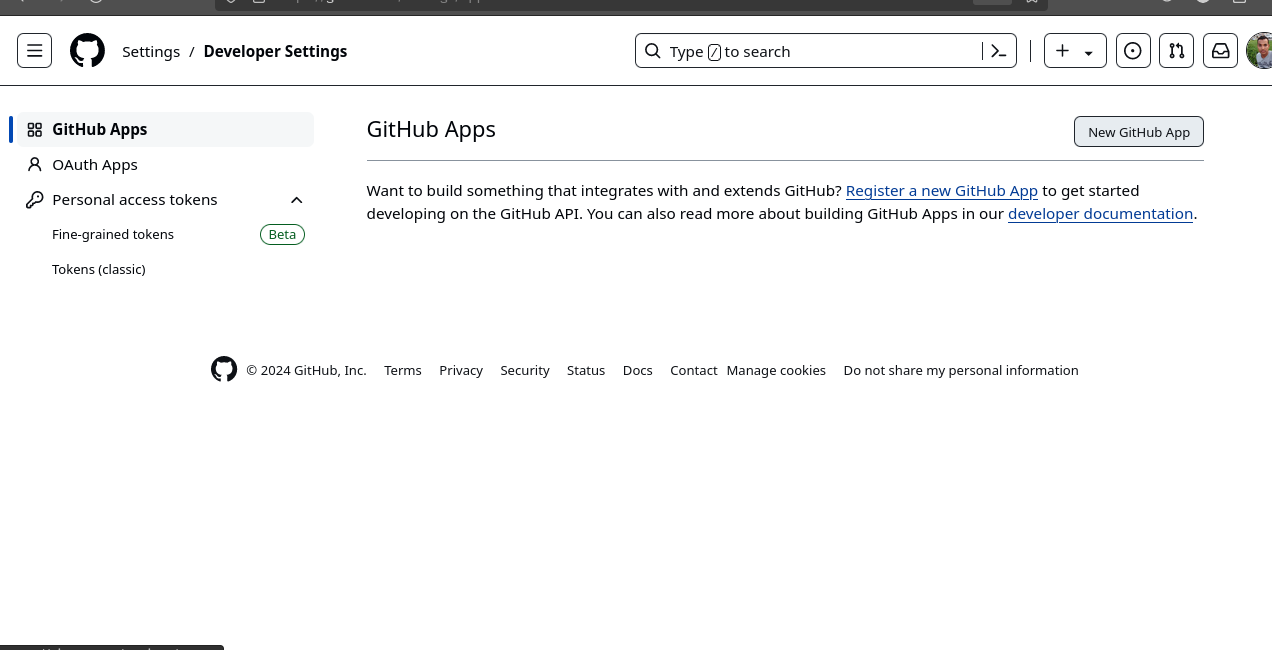 Settings / Developer Settings
Type / to search
GitHub Apps
OAuth Apps
Personal access tokens
Fine-grained tokens Beta
Tokens (classic)
GitHub Apps
New GitHub App
Want to build something that integrates with and extends GitHub? Register a new GitHub App to get started
developing on the GitHub API. You can also read more about building GitHub Apps in our developer documentation.
© 2024 GitHub, Inc. Terms Privacy Security Status Docs Contact Manage cookies Do not share my personal information